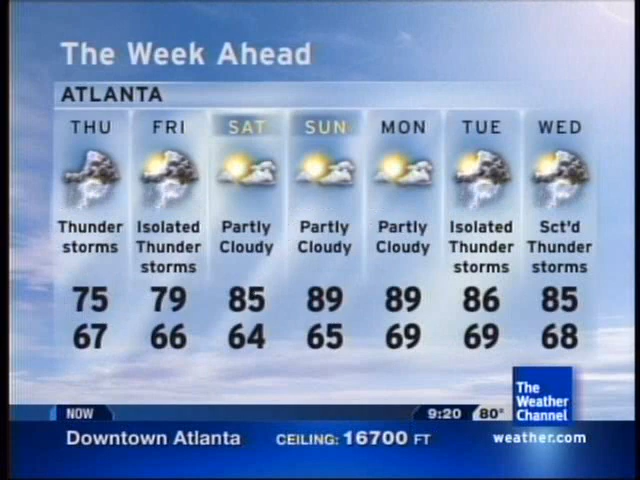 The Week Ahead
ATLANTA
THU FRI SAT SUN MON TUE WED
Thunder storms
Isolated Thunder storms
Partly Cloudy
Partly Cloudy
Partly Cloudy
Isolated Thunder storms
Sct'd Thunder storms
75 79 85 89 89 86 85
67 66 64 65 69 69 68
The
Weather
Channel
NOW 9:20 80°
Downtown Atlanta CEILING: 16700 FT weather.com